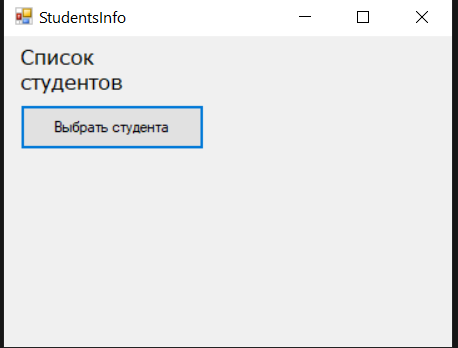 StudentsInfo
Список
студентов
Выбрать студента